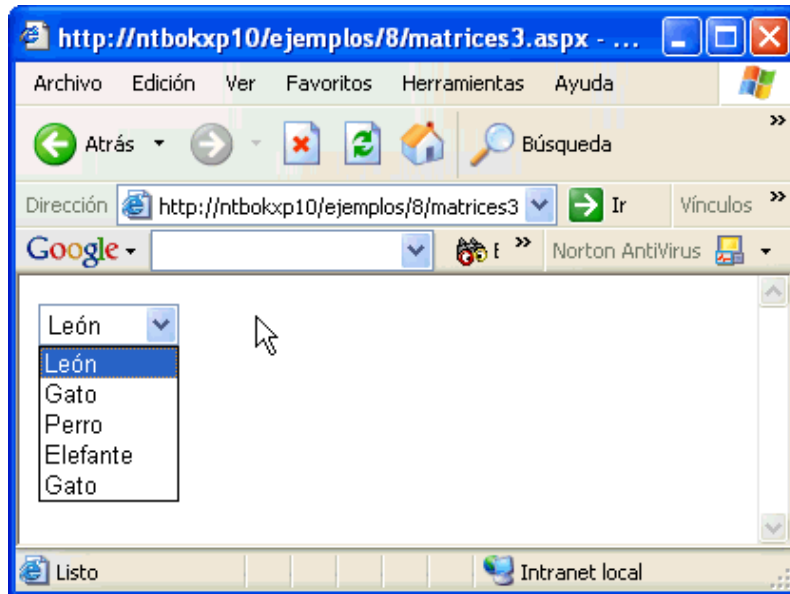 http://ntbokxp10/ejemplos/8/matrices3.aspx - ...
Archivo Edición Ver Favoritos Herramientas Ayuda
Atrás Búsqueda »
Dirección http://ntbokxp10/ejemplos/8/matrices3 Ir Vínculos »
Google » Norton AntiVirus
León
León
Gato
Perro
Elefante
Gato
Listo Intranet local